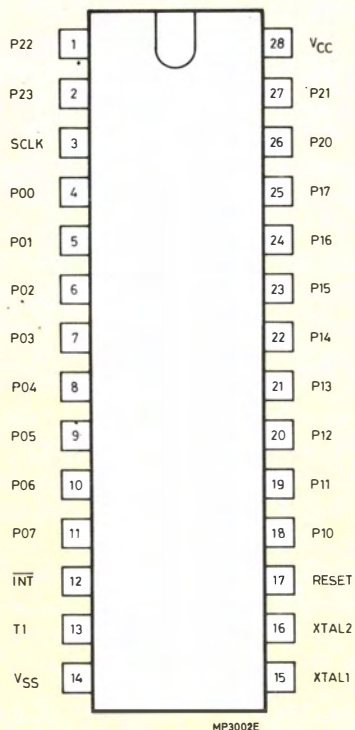 P22 1 28 VCC
P23 2 27 P21
SCLK 3 26 P20
P00 4 25 P17
P01 5 24 P16
P02 6 23 P15
P03 7 22 P14
P04 8 21 P13
P05 9 20 P12
P06 10 19 P11
P07 11 18 P10
INT 12 17 RESET
T1 13 16 XTAL2
VSS 14 15 XTAL1
MP3002E